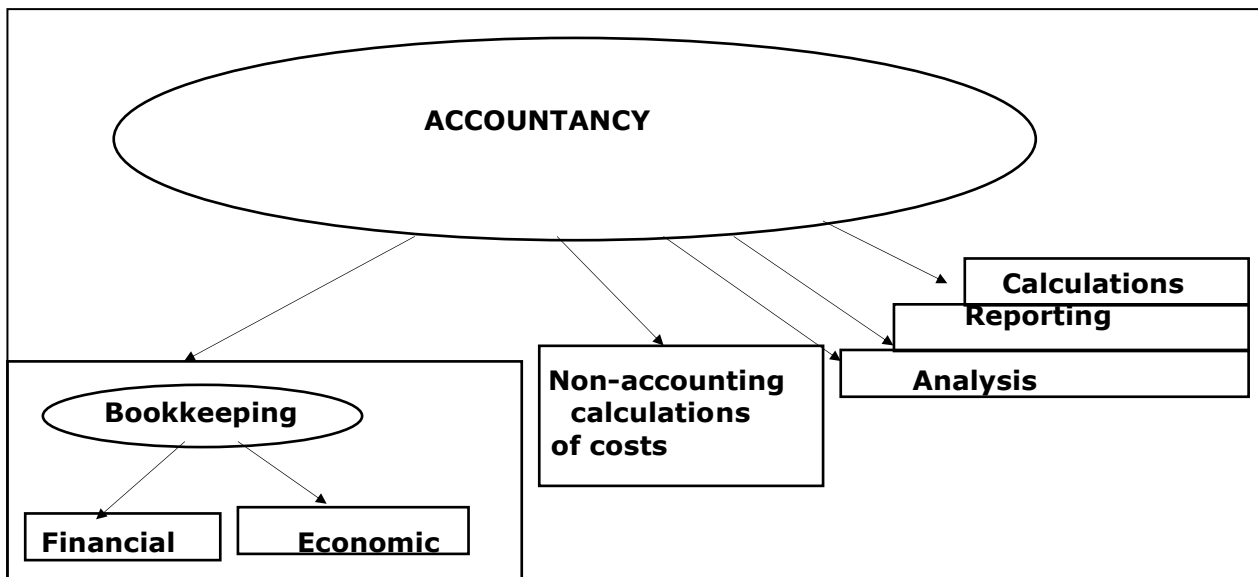 ACCOUNTANCY
Calculations
Reporting
Analysis
Non-accounting
calculations
of costs
Bookkeeping
Financial
Economic